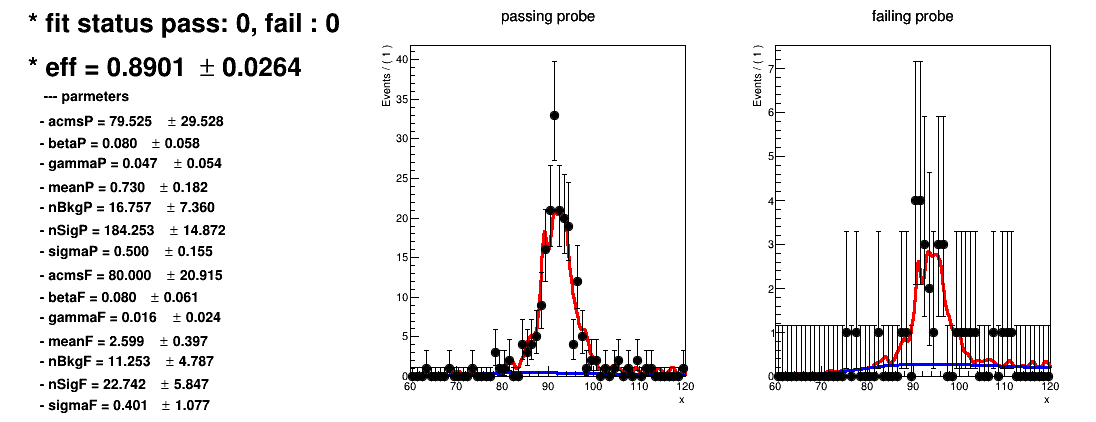 * fit status pass: 0, fail : 0
* eff = 0.8901 ± 0.0264
--- parmeters
- acmsP = 79.525 ± 29.528
- betaP = 0.080 ± 0.058
- gammaP = 0.047 ± 0.054
- meanP = 0.730 ± 0.182
- nBkgP = 16.757 ± 7.360
- nSigP = 184.253 ± 14.872
- sigmaP = 0.500 ± 0.155
- acmsF = 80.000 ± 20.915
- betaF = 0.080 ± 0.061
- gammaF = 0.016 ± 0.024
- meanF = 2.599 ± 0.397
- nBkgF = 11.253 ± 4.787
- nSigF = 22.742 ± 5.847
- sigmaF = 0.401 ± 1.077
passing probe
Events / ( 1 )
40
35
30
25
20
15
10
5
0
60 70 80 90 100 110 120
x
failing probe
Events / ( 1 )
7
6
5
4
3
2
1
0
60 70 80 90 100 110 120
x